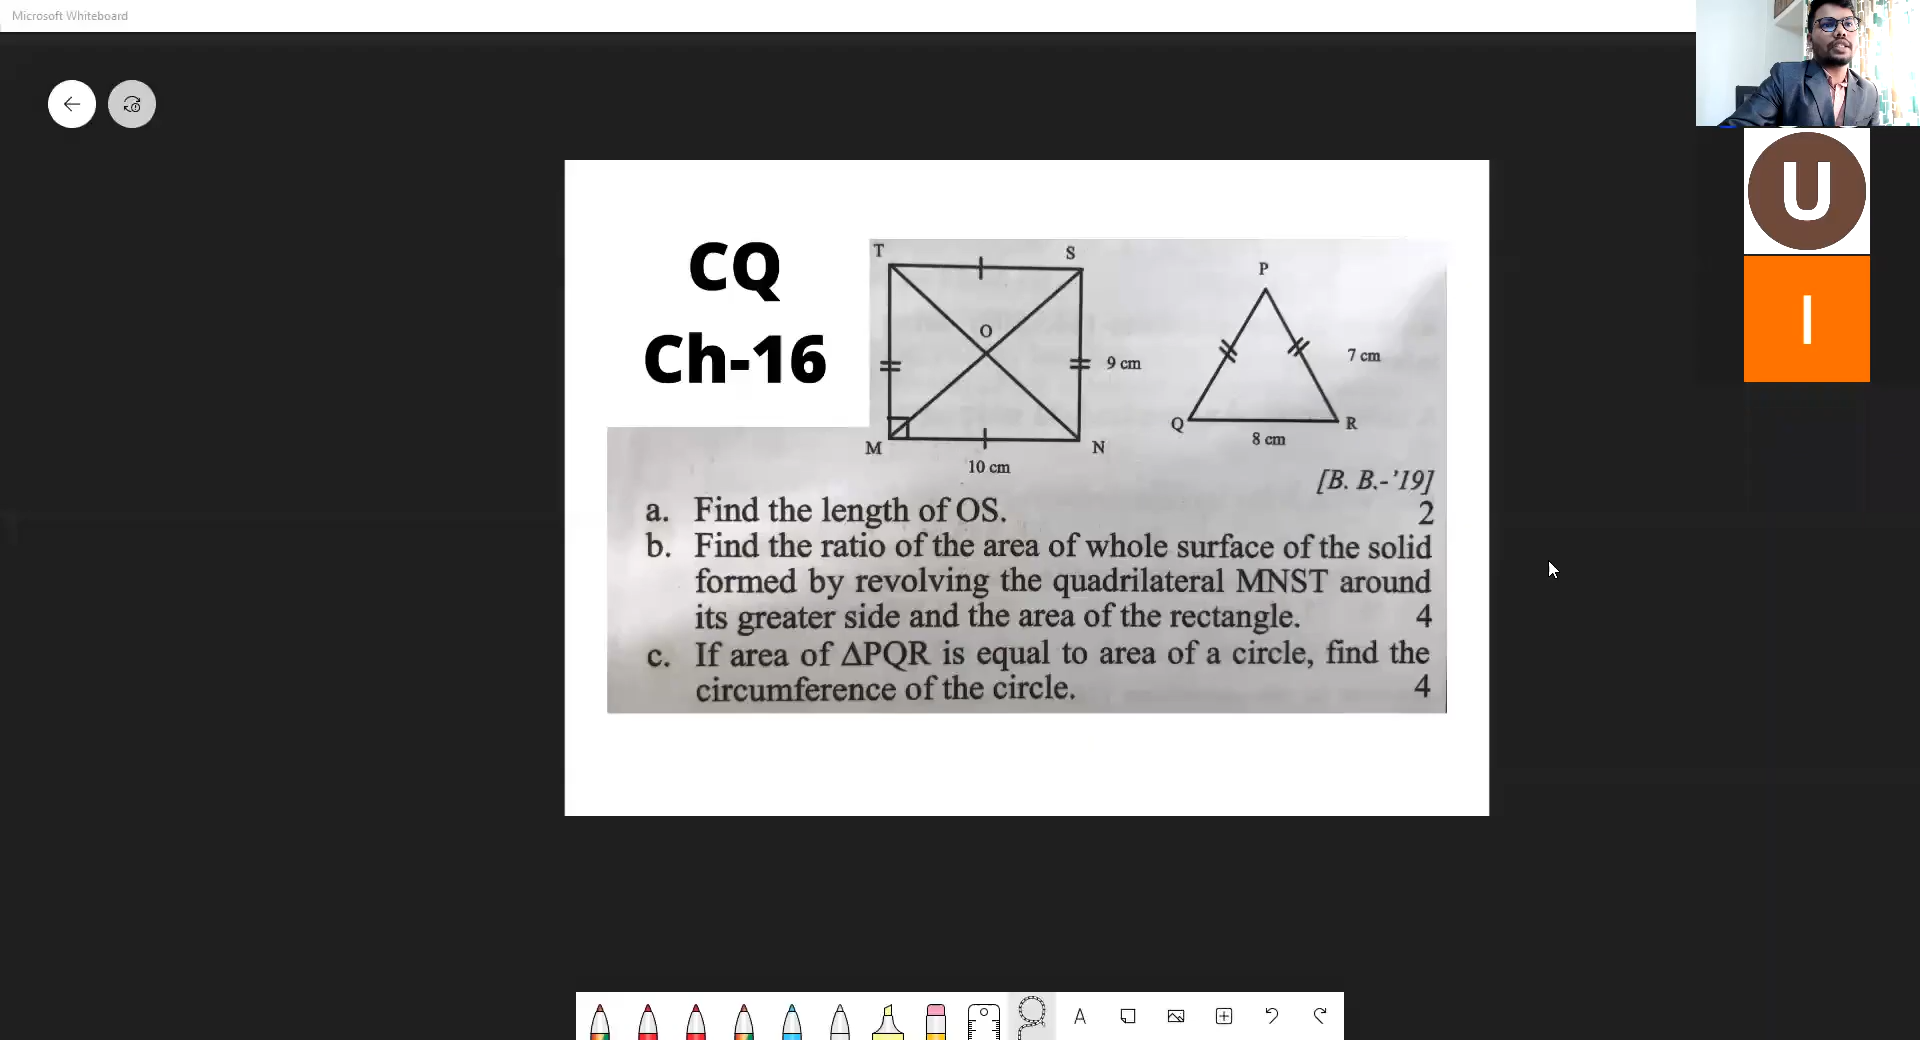 Microsoft Whiteboard
U
I
CQ
Ch-16
T
S
P
O
9 cm
7 cm
Q
R
8 cm
M
N
10 cm
[B. B.-'19]
a. Find the length of OS. 2
b. Find the ratio of the area of whole surface of the solid
formed by revolving the quadrilateral MNST around
its greater side and the area of the rectangle. 4
c. If area of ΔPQR is equal to area of a circle, find the
circumference of the circle. 4
A